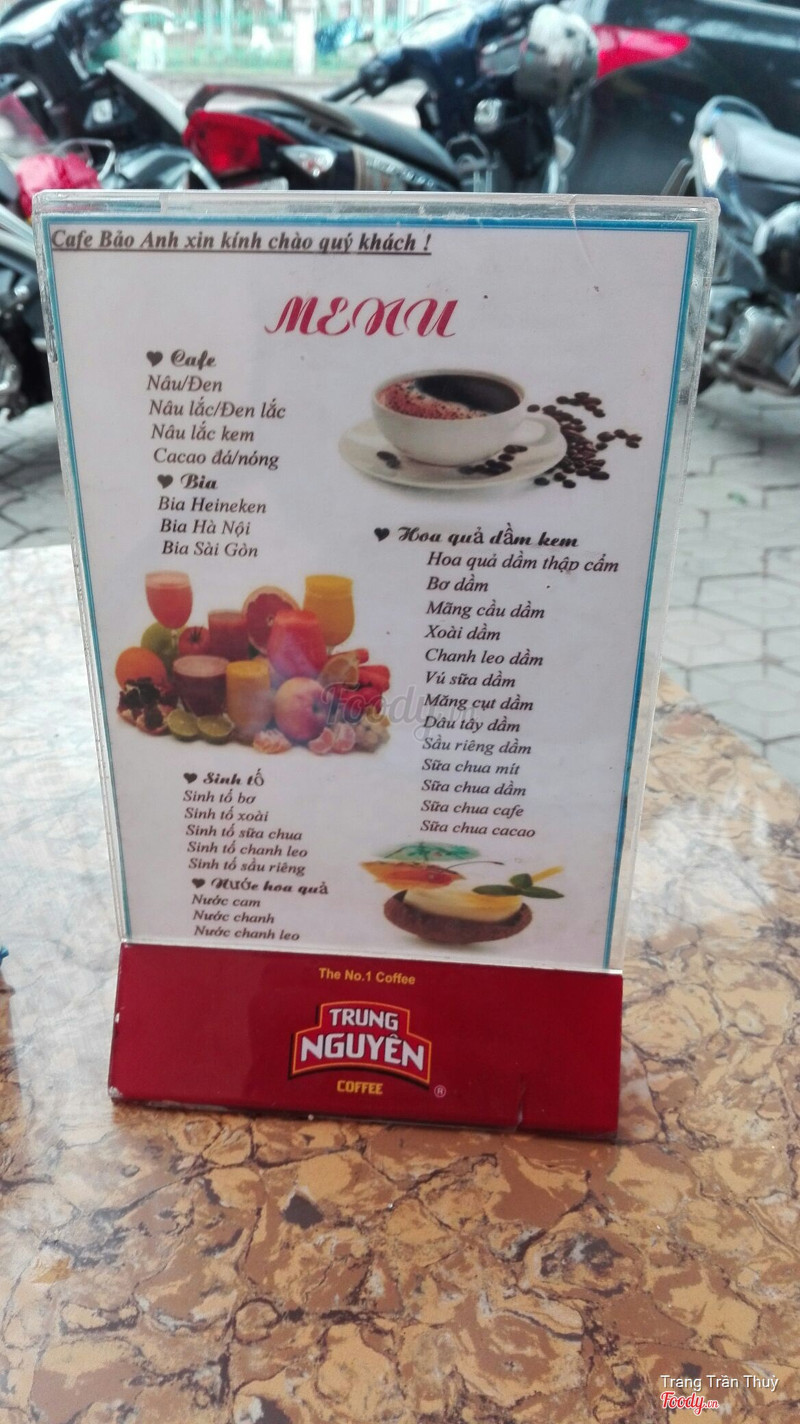 Cafe Bảo Anh xin kính chào quý khách !
MENU
Cafe
Nâu/Đen
Nâu lắc/Đen lắc
Nâu lắc kem
Cacao đá/nóng
Bia
Bia Heineken
Bia Hà Nội
Bia Sài Gòn
Hoa quả dầm kem
Hoa quả dầm thập cẩm
Bơ dầm
Mãng cầu dầm
Xoài dầm
Chanh leo dầm
Vú sữa dầm
Măng cụt dầm
Dâu tây dầm
Sầu riêng dầm
Sữa chua mít
Sữa chua dầm
Sữa chua cafe
Sữa chua cacao
Sinh tố
Sinh tố bơ
Sinh tố xoài
Sinh tố sữa chua
Sinh tố chanh leo
Sinh tố sầu riêng
Nước hoa quả
Nước cam
Nước chanh
Nước chanh leo
Foody.vn
The No.1 Coffee
TRUNG
NGUYÊN
COFFEE
®
Trang Trần Thuỳ
Foody.vn